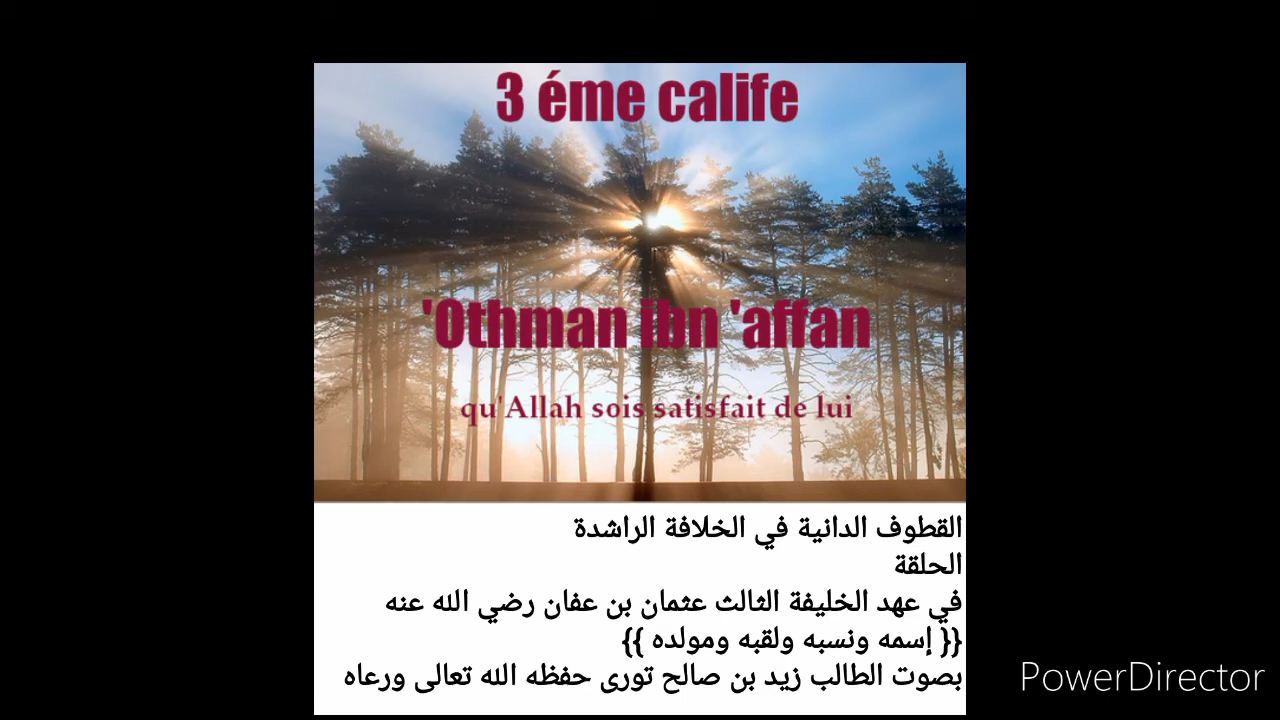 3 éme calife
'Othman ibn 'affan
qu'Allah sois satisfait de lui
القطوف الدانية في الخلافة الراشدة
الحلقة
في عهد الخليفة الثالث عثمان بن عفان رضي الله عنه
{{ إسمه ونسبه ولقبه ومولده }}
بصوت الطالب زيد بن صالح تورى حفظه الله تعالى ورعاه
PowerDirector